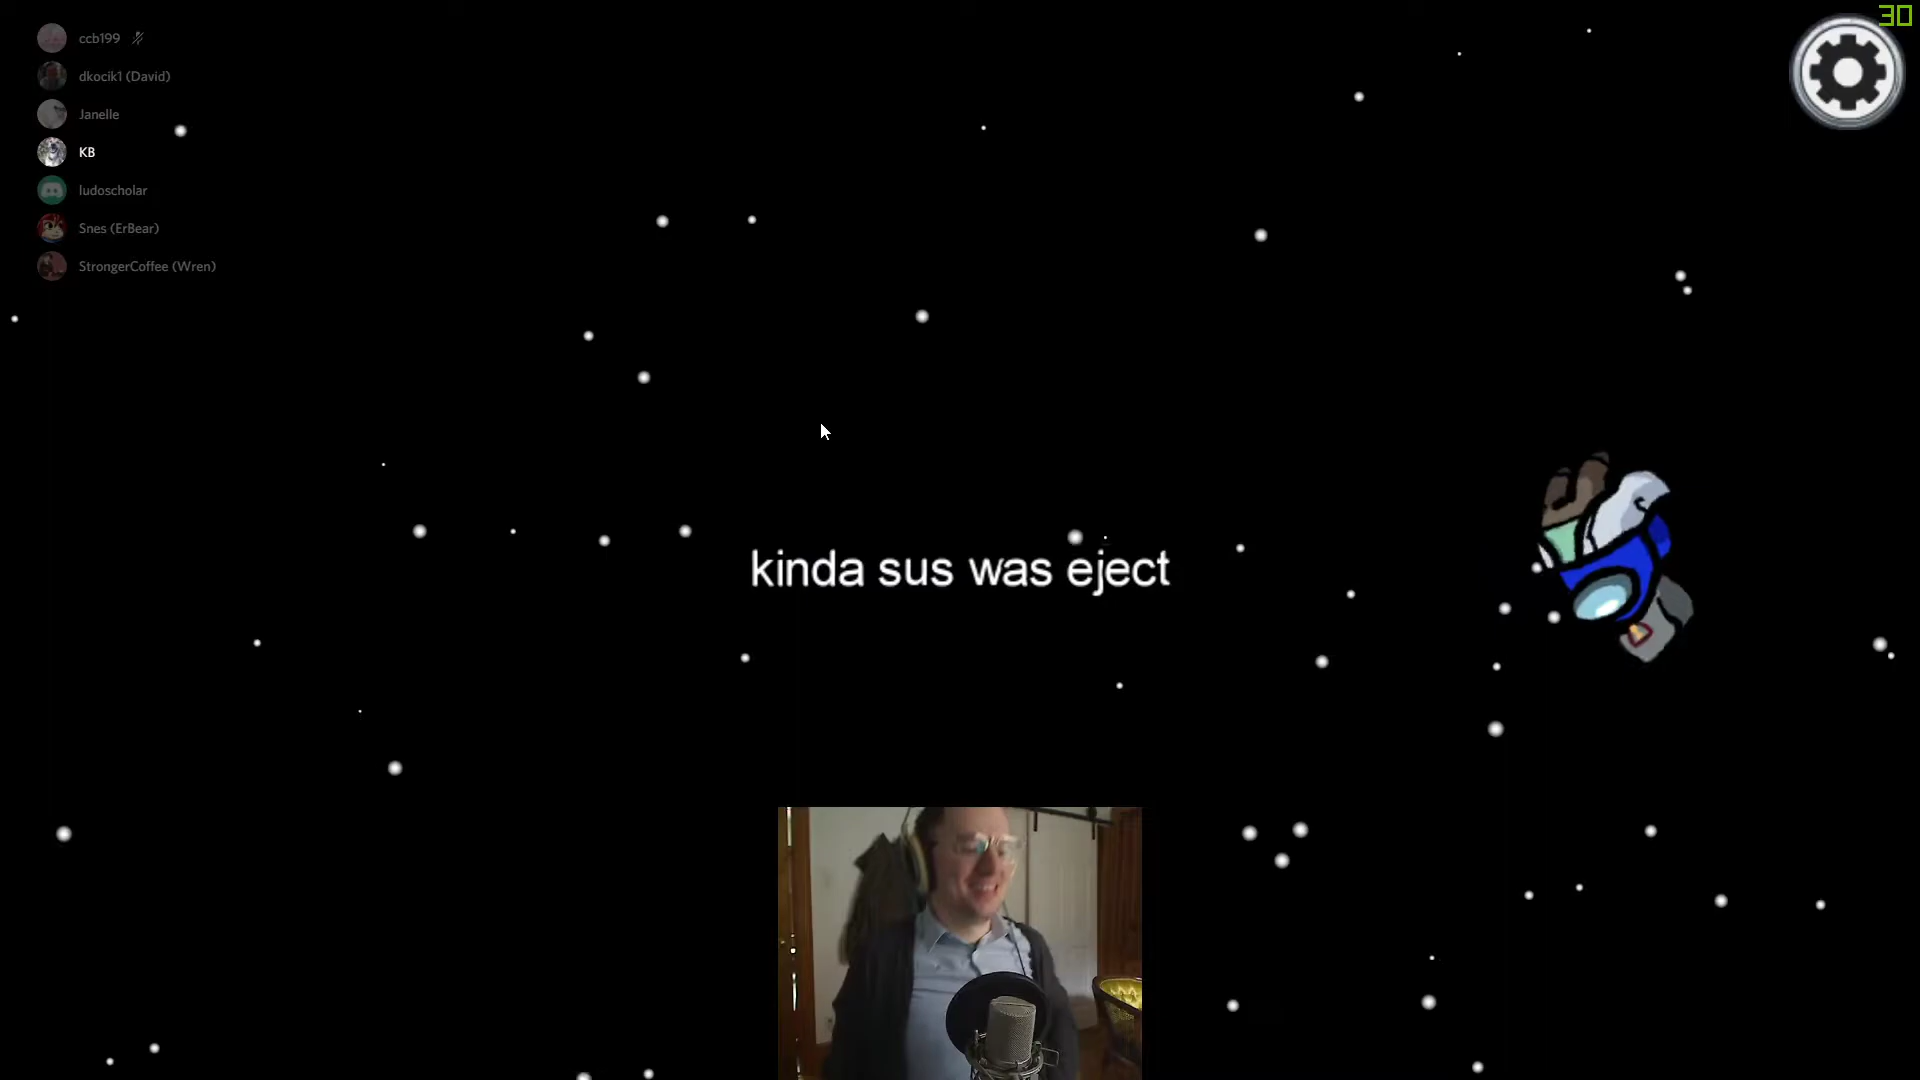 30
ccb199
dkocik1 (David)
Janelle
KB
ludoscholar
Snes (ErBear)
StrongerCoffee (Wren)
kinda sus was eject